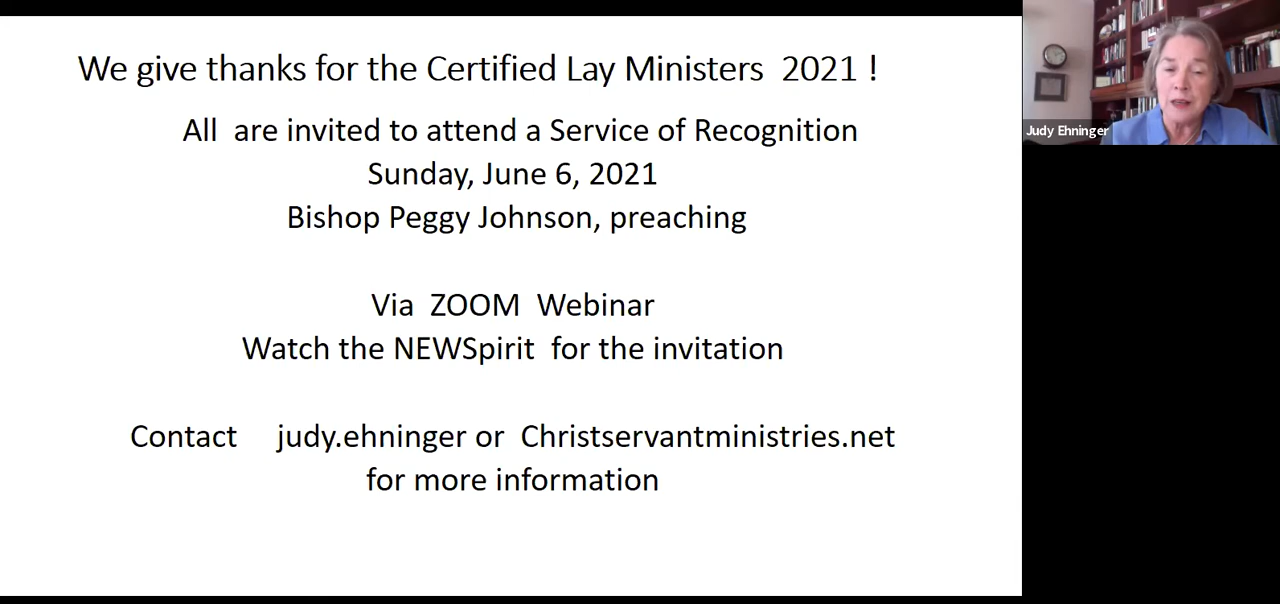 We give thanks for the Certified Lay Ministers 2021 !
All are invited to attend a Service of Recognition
Sunday, June 6, 2021
Bishop Peggy Johnson, preaching
Via ZOOM Webinar
Watch the NEWSpirit for the invitation
Contact judy.ehninger or Christservantministries.net
for more information
Judy Ehninger